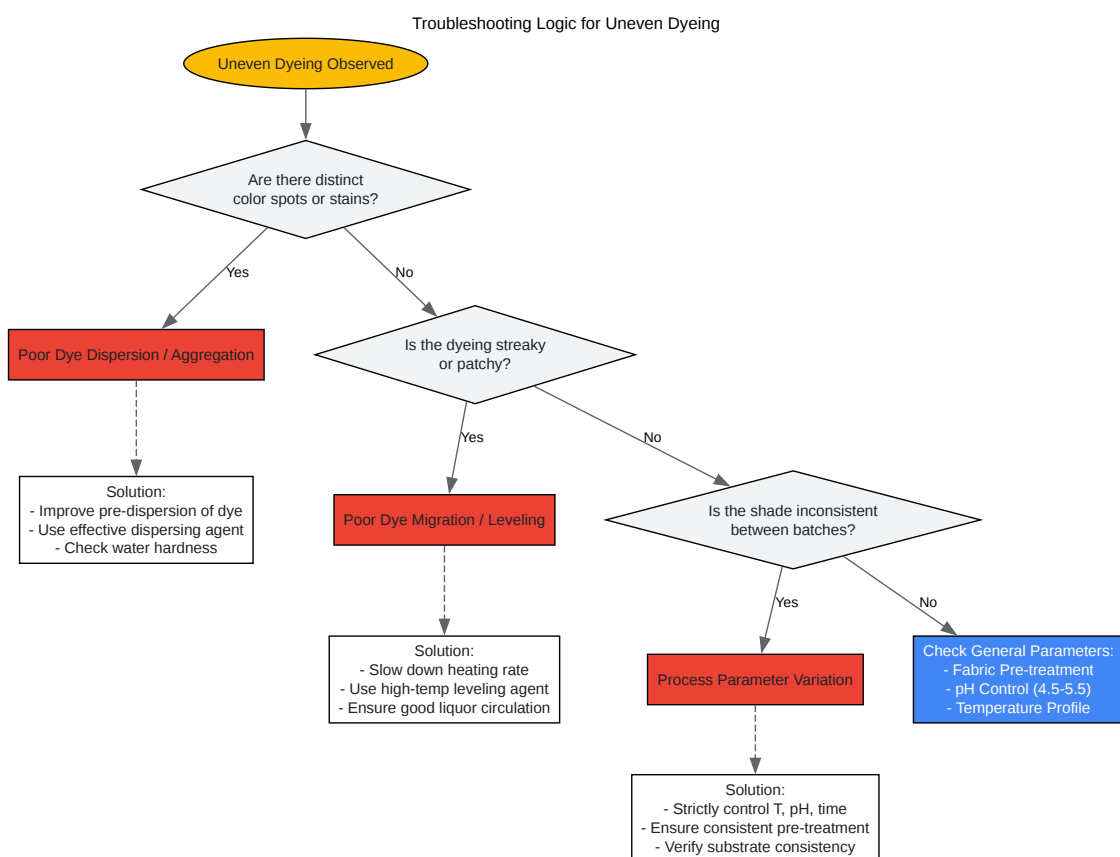 Troubleshooting Logic for Uneven Dyeing
Uneven Dyeing Observed
Are there distinct
color spots or stains?
Yes
No
Poor Dye Dispersion / Aggregation
Is the dyeing streaky
or patchy?
Yes
No
Solution:
- Improve pre-dispersion of dye
- Use effective dispersing agent
- Check water hardness
Poor Dye Migration / Leveling
Is the shade inconsistent
between batches?
Yes
No
Solution:
- Slow down heating rate
- Use high-temp leveling agent
- Ensure good liquor circulation
Process Parameter Variation
Check General Parameters:
- Fabric Pre-treatment
- pH Control (4.5-5.5)
- Temperature Profile
Solution:
- Strictly control T, pH, time
- Ensure consistent pre-treatment
- Verify substrate consistency